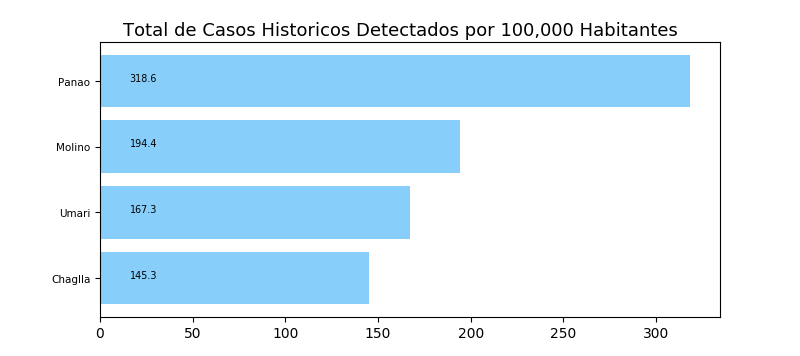 Total de Casos Historicos Detectados por 100,000 Habitantes
Panao 318.6
Molino 194.4
Umari 167.3
Chaglla 145.3
0 50 100 150 200 250 300